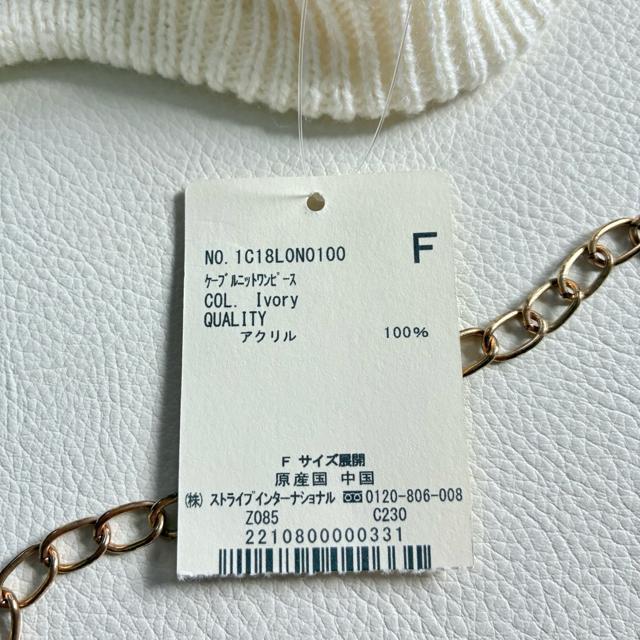 NO.1C18L0N0100 F
ｹｰﾌﾞﾙﾆｯﾄﾜﾝﾋﾟｰｽ
COL. Ivory
QUALITY
アクリル 100%
F サイズ展開
原産国 中国
㈱ ストライプインターナショナル 0120-806-008
Z085 C230
2210800000331